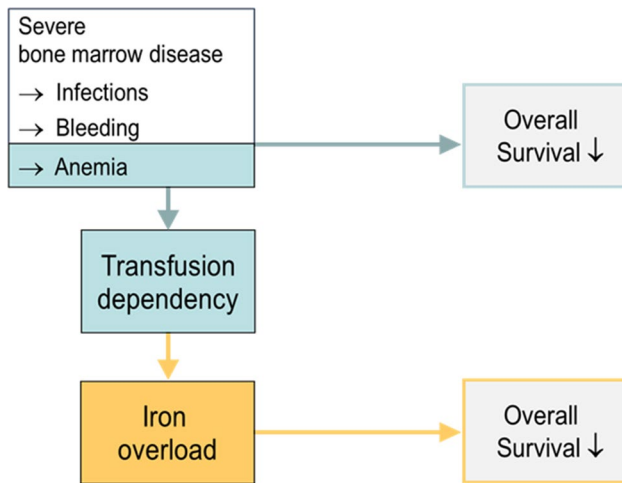 Severe
bone marrow disease
→ Infections
→ Bleeding
→ Anemia
Overall
Survival ↓
Transfusion
dependency
Iron
overload
Overall
Survival ↓